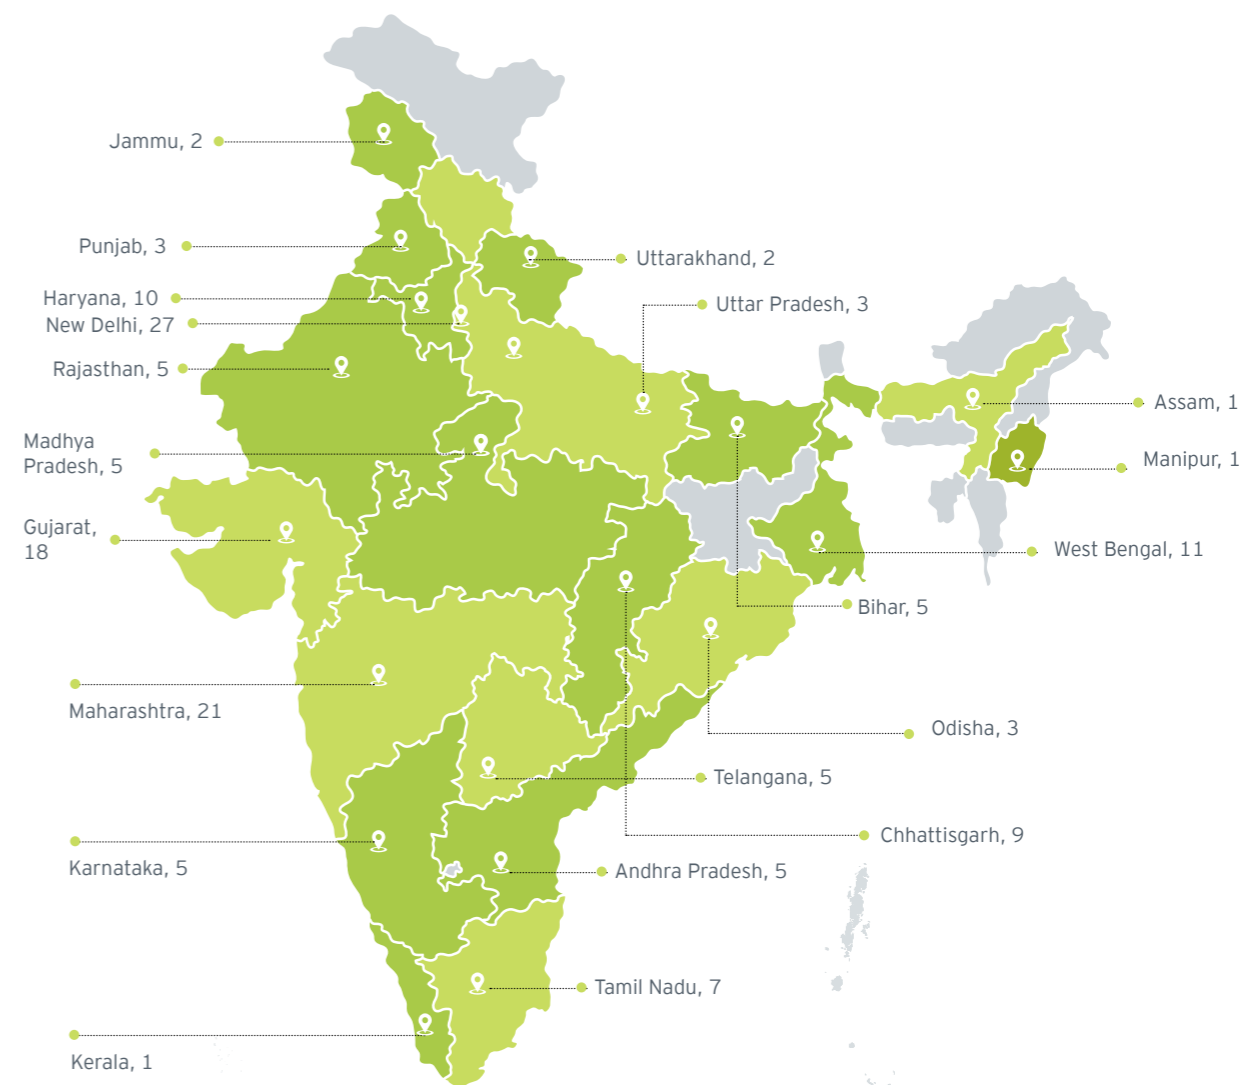 Jammu, 2
Punjab, 3
Uttarakhand, 2
Haryana, 10
Uttar Pradesh, 3
New Delhi, 27
Rajasthan, 5
Assam, 1
Madhya
Pradesh, 5
Manipur, 1
Gujarat,
18
West Bengal, 11
Bihar, 5
Maharashtra, 21
Odisha, 3
Telangana, 5
Chhattisgarh, 9
Karnataka, 5
Andhra Pradesh, 5
Tamil Nadu, 7
Kerala, 1